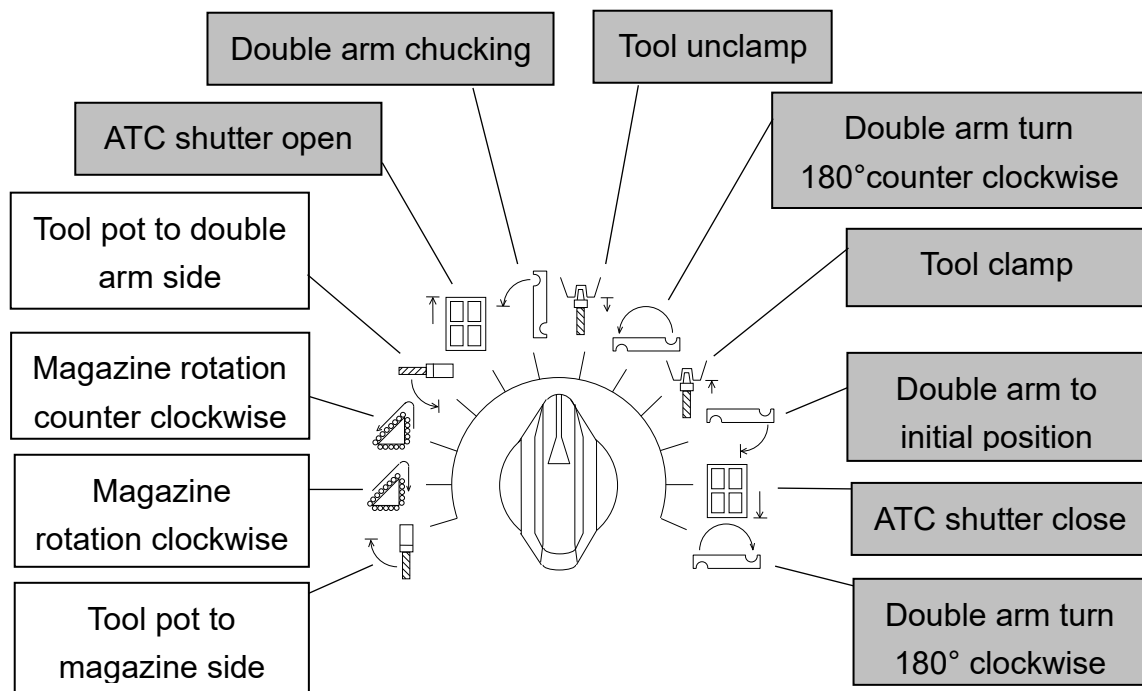 Double arm chucking
Tool unclamp
ATC shutter open
Double arm turn
180°counter clockwise
Tool pot to double
arm side
Tool clamp
Magazine rotation
counter clockwise
Double arm to
initial position
Magazine
rotation clockwise
ATC shutter close
Tool pot to
magazine side
Double arm turn
180° clockwise